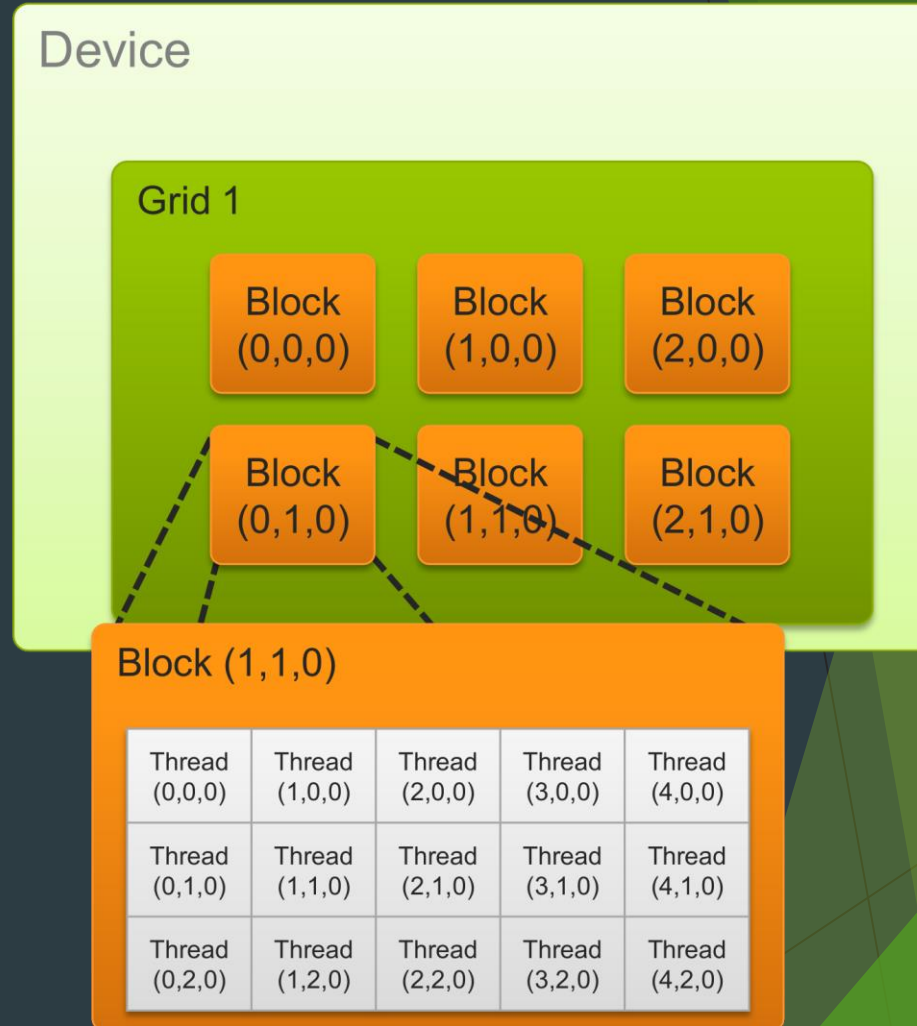 Device
Grid 1
Block
(0,0,0)
Block
(1,0,0)
Block
(2,0,0)
Block
(0,1,0)
Block
(1,1,0)
Block
(2,1,0)
Block (1,1,0)
Thread
(0,0,0)
Thread
(1,0,0)
Thread
(2,0,0)
Thread
(3,0,0)
Thread
(4,0,0)
Thread
(0,1,0)
Thread
(1,1,0)
Thread
(2,1,0)
Thread
(3,1,0)
Thread
(4,1,0)
Thread
(0,2,0)
Thread
(1,2,0)
Thread
(2,2,0)
Thread
(3,2,0)
Thread
(4,2,0)